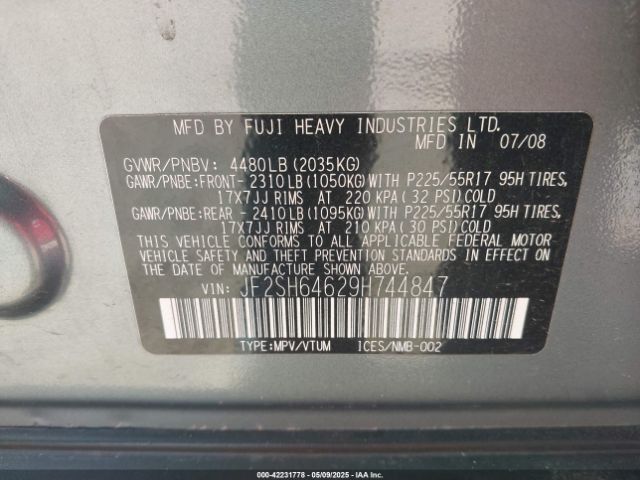 MFD BY FUJI HEAVY INDUSTRIES LTD.
MFD IN 07/08
GVWR/PNBV: 4480LB (2035KG)
GAWR/PNBE:FRONT- 2310 LB (1050KG) WITH P225/55R17 95H TIRES,
17X7JJ RIMS AT 220 KPA ( 32 PSI) COLD
GAWR/PNBE:REAR - 2410 LB (1095KG) WITH P225/55R17 95H TIRES,
17X7JJ RIMS AT 210 KPA ( 30 PSI) COLD
THIS VEHICLE CONFORMS TO ALL APPLICABLE FEDERAL MOTOR
VEHICLE SAFETY AND THEFT PREVENTION STANDARDS IN EFFECT
ON THE DATE OF MANUFACTURE SHOWN ABOVE.
VIN: JF2SH64629H744847
TYPE:MPV/VTUM ICES/NMB-002
000-42231778 - 05/09/2025 - IAA Inc.